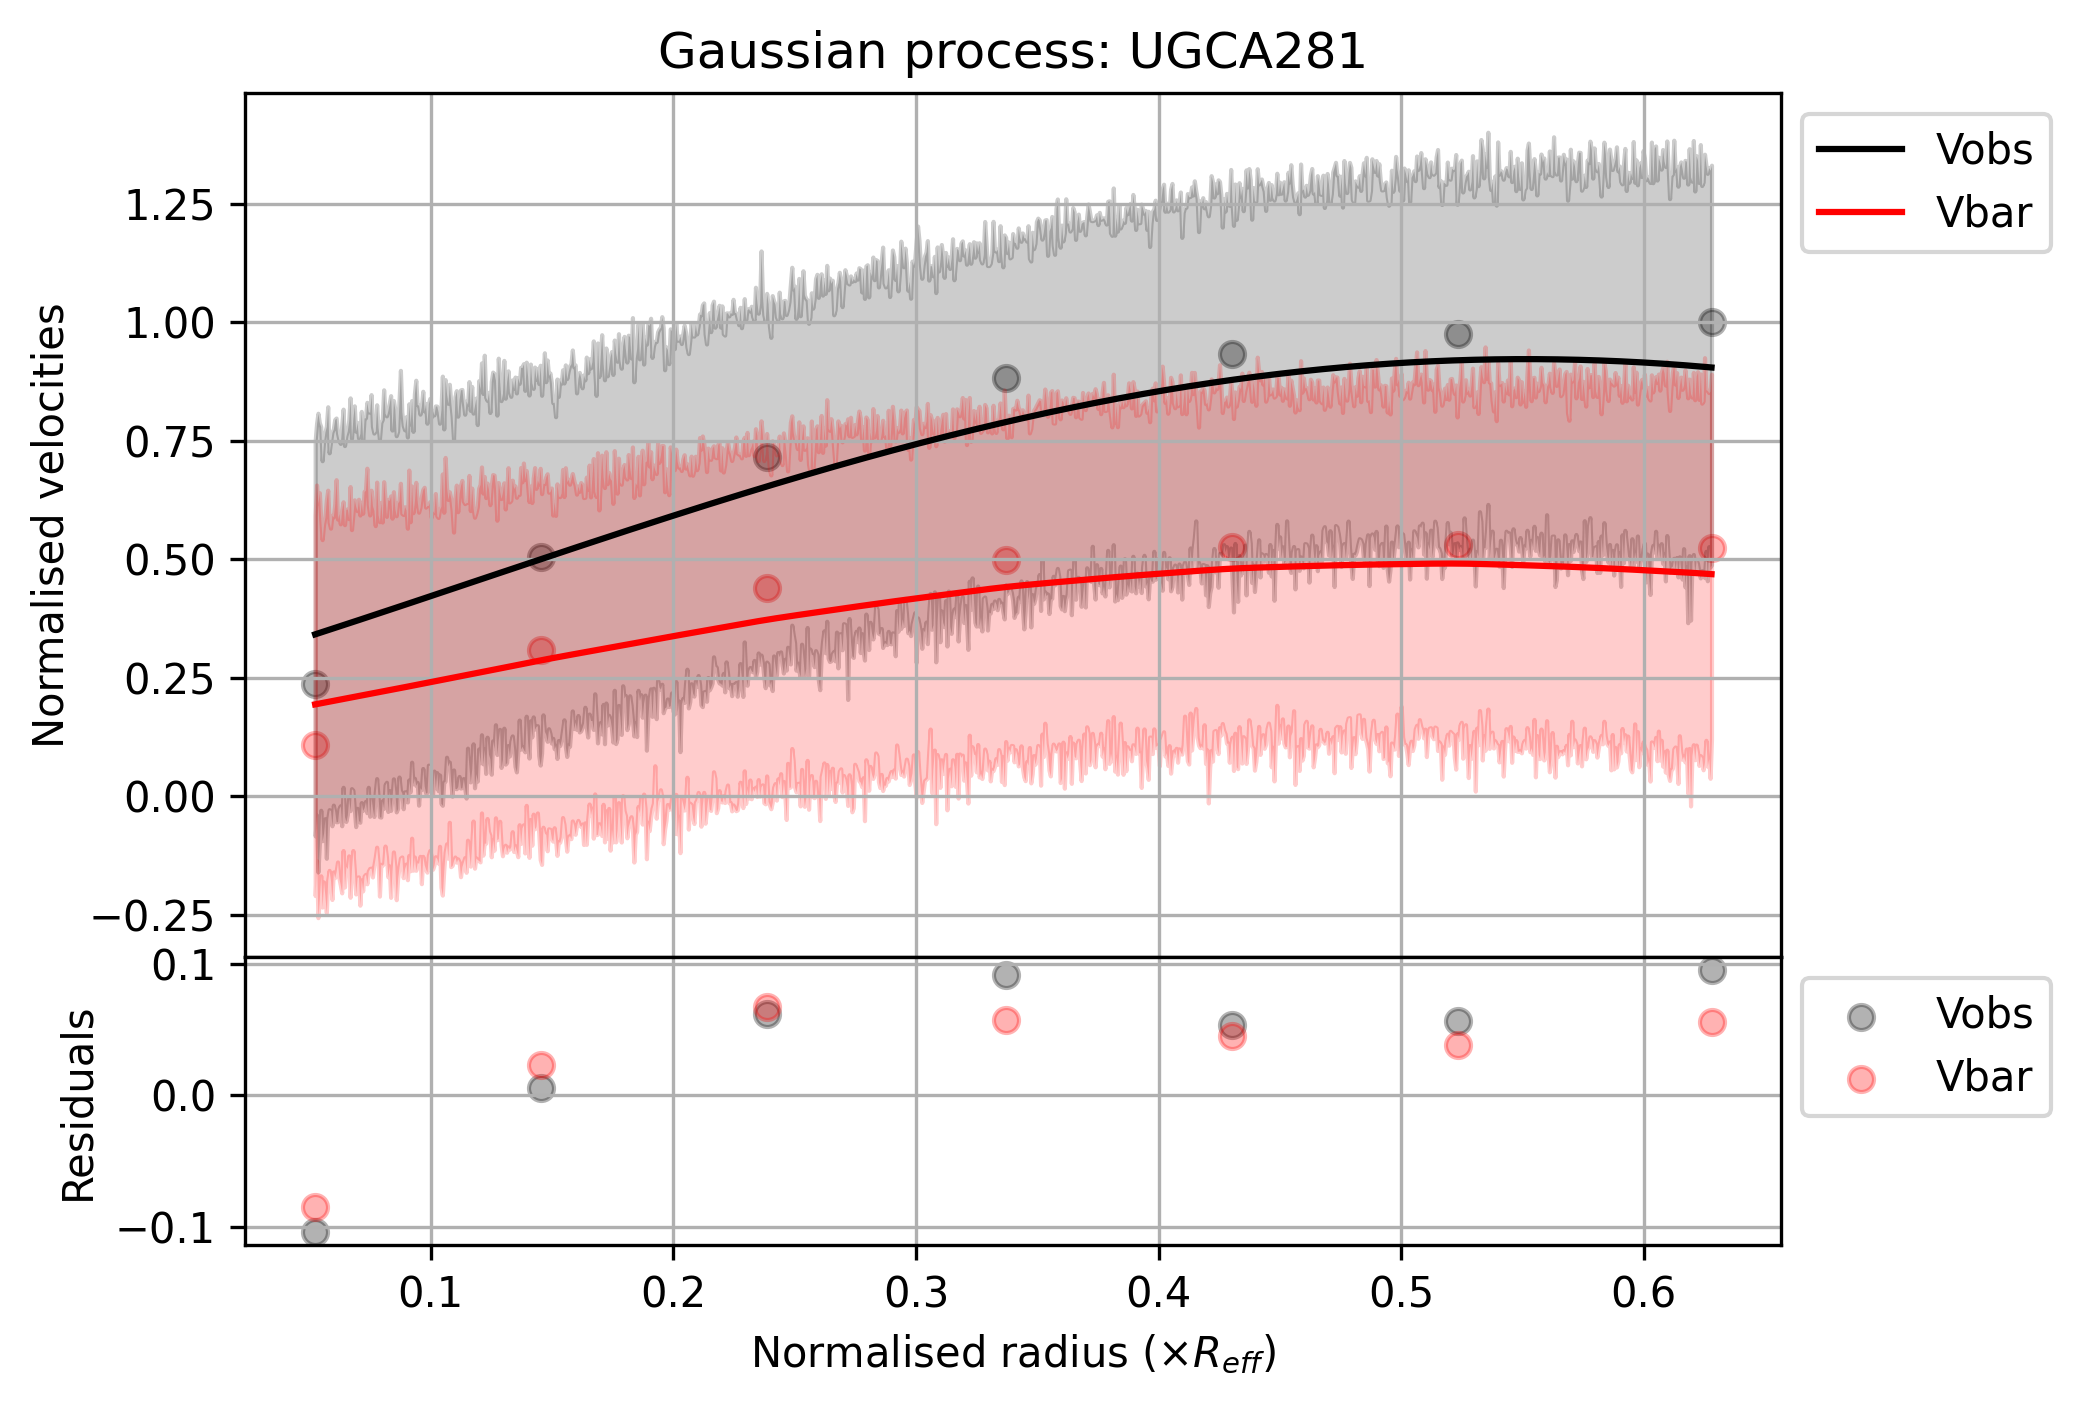 Gaussian process: UGCA281
Normalised velocities
1.25
1.00
0.75
0.50
0.25
0.00
−0.25
Vobs
Vbar
Residuals
0.1
0.0
−0.1
Vobs
Vbar
0.1 0.2 0.3 0.4 0.5 0.6
Normalised radius (×R_eff)